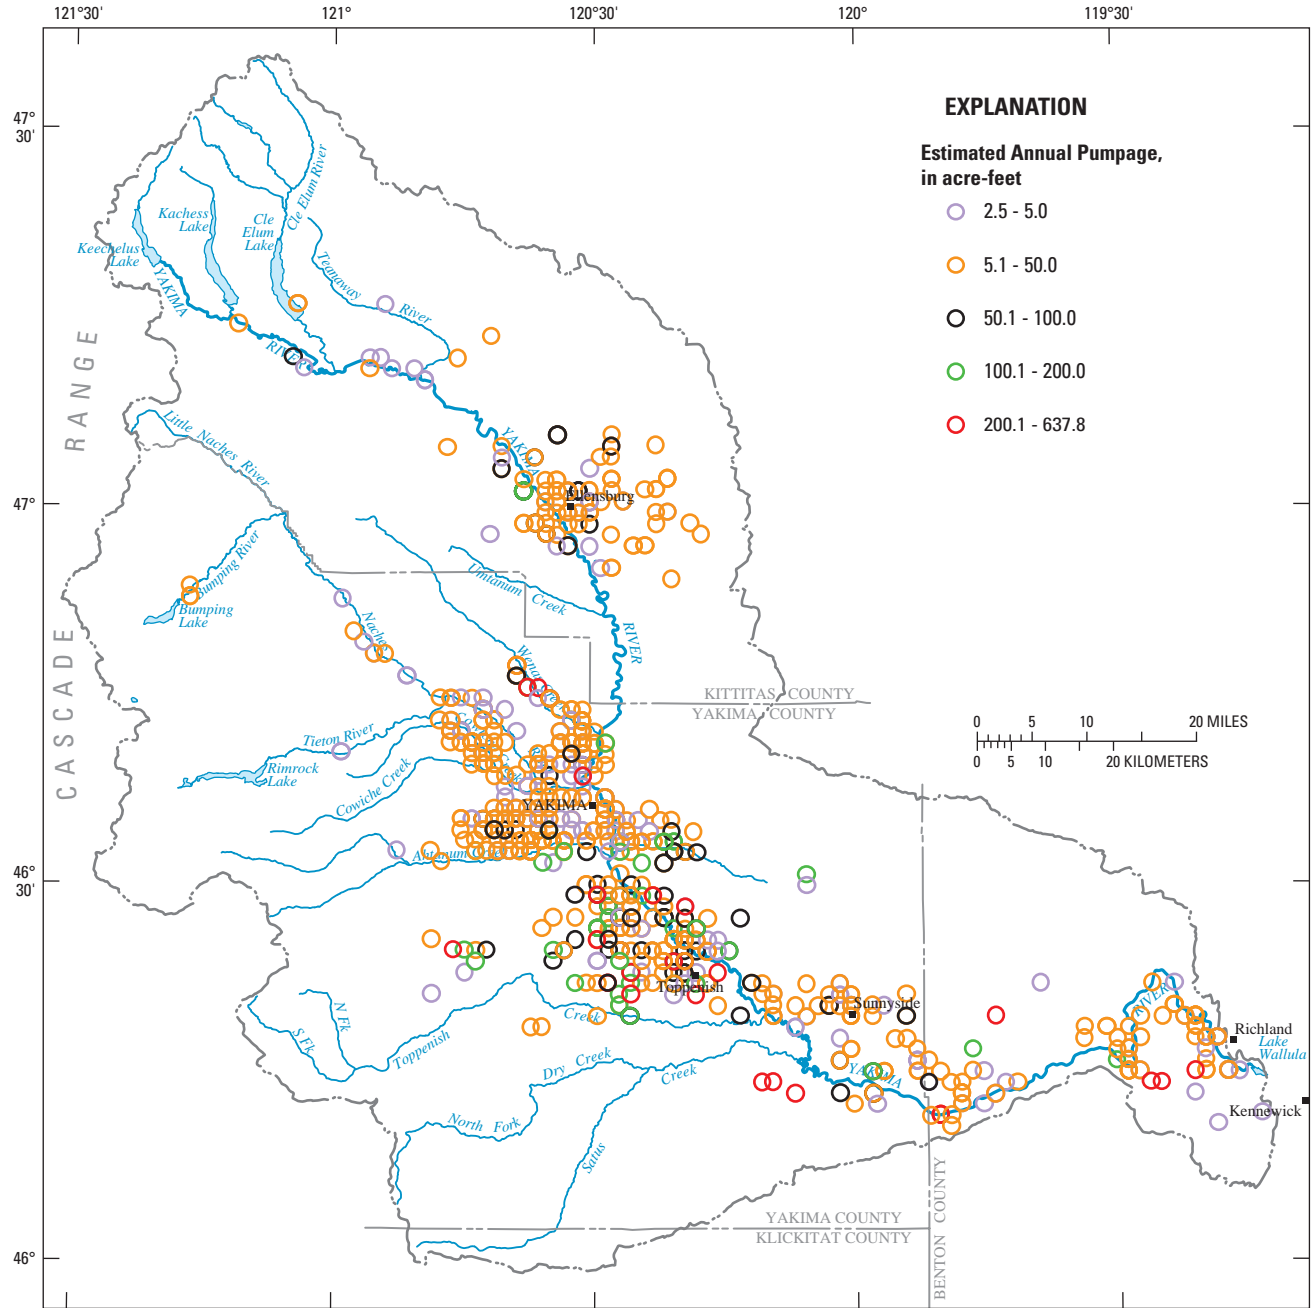 121°30'
121°
120°30'
120°
119°30'
47°
30'
47°
46°
30'
46°
EXPLANATION
Estimated Annual Pumpage,
in acre-feet
2.5 - 5.0
5.1 - 50.0
50.1 - 100.0
100.1 - 200.0
200.1 - 637.8
0 5 10 20 MILES
0 5 10 20 KILOMETERS
CASCADE RANGE
Keechelus
Lake
Kachess
Lake
Cle
Elum
Lake
Cle Elum River
Teanaway River
YAKIMA RIVER
Little Naches River
YAKIMA
Ellensburg
Bumping River
Bumping
Lake
Umtanum Creek
RIVER
Naches
KITTITAS COUNTY
YAKIMA COUNTY
Tieton River
Rimrock
Lake
Cowiche Creek
YAKIMA
Ahtanum
Toppenish
Sunnyside
N Fk
S Fk
Toppenish Creek
Dry Creek
Creek
North Fork
Satus
YAKIMA
RIVER
Richland
Lake
Wallula
Kennewick
YAKIMA COUNTY
KLICKITAT COUNTY
BENTON COUNTY